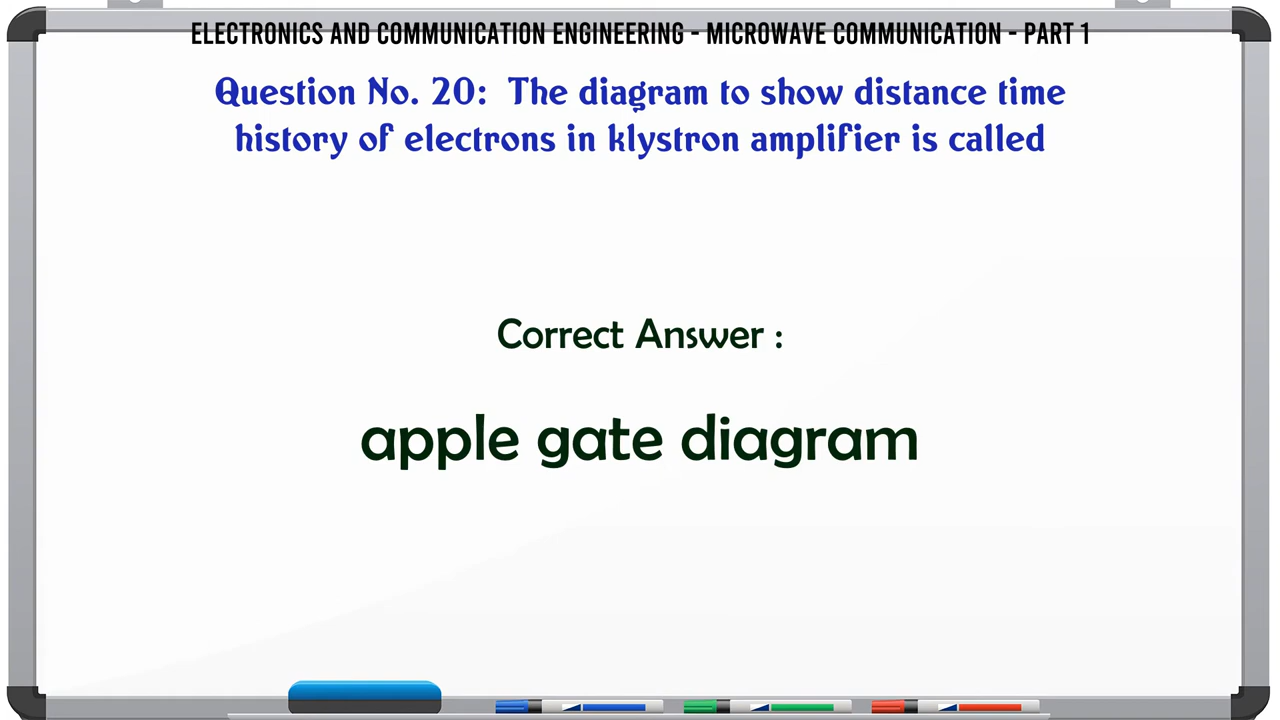 ELECTRONICS AND COMMUNICATION ENGINEERING - MICROWAVE COMMUNICATION - PART 1
Question No. 20: The diagram to show distance time
history of electrons in klystron amplifier is called
Correct Answer :
apple gate diagram